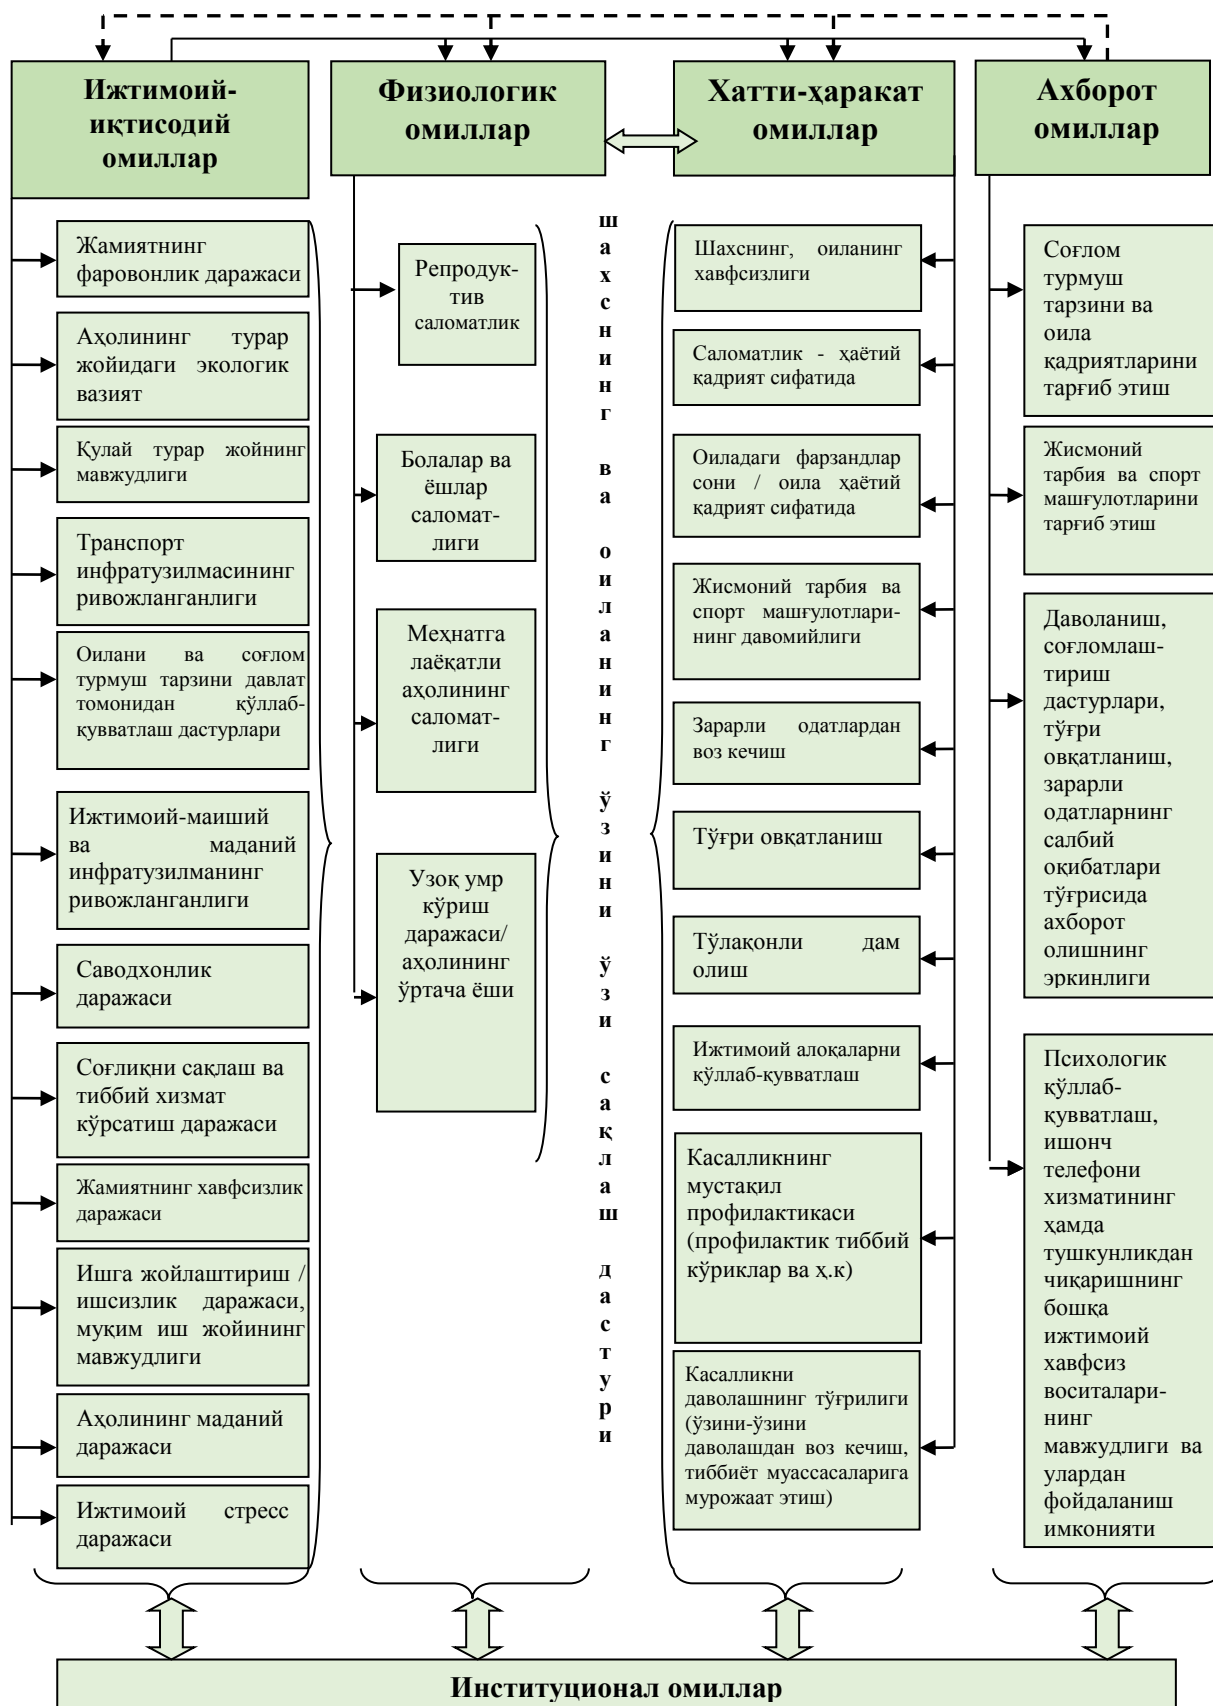 Ижтимоий-
иқтисодий
омиллар
Жамиятнинг
фаровонлик даражаси
Аҳолининг турар
жойидаги экологик
вазият
Қулай турар жойнинг
мавжудлиги
Транспорт
инфратузилмасининг
ривожланганлиги
Оилани ва соғлом
турмуш тарзини давлат
томонидан қўллаб-
қувватлаш дастурлари
Ижтимоий-маиший
ва маданий
инфратузилманинг
ривожланганлиги
Саводхонлик
даражаси
Соғлиқни сақлаш ва
тиббий хизмат
кўрсатиш даражаси
Жамиятнинг хавфсизлик
даражаси
Ишга жойлаштириш /
ишсизлик даражаси,
муқим иш жойининг
мавжудлиги
Аҳолининг маданий
даражаси
Ижтимоий стресс
даражаси
Физиологик
омиллар
Репродук-
тив
саломатлик
Болалар ва
ёшлар
саломат-
лиги
Меҳнатга
лаёқатли
аҳолининг
саломат-
лиги
Узоқ умр
кўриш
даражаси/
аҳолининг
ўртача ёши
шахснинг ва оиланинг ўзини ўзи сақлаш дастури
Хатти-ҳаракат
омиллар
Шахснинг, оиланинг
хавфсизлиги
Саломатлик - ҳаётий
қадрият сифатида
Оиладаги фарзандлар
сони / оила ҳаётий
қадрият сифатида
Жисмоний тарбия ва
спорт машғулотлари-
нинг давомийлиги
Зарарли одатлардан
воз кечиш
Тўғри овқатланиш
Тўлақонли дам
олиш
Ижтимоий алоқаларни
қўллаб-қувватлаш
Касалликнинг
мустақил
профилактикаси
(профилактик тиббий
кўриклар ва ҳ.к)
Касалликни
даволашнинг тўғрилиги
(ўзини-ўзини
даволашдан воз кечиш,
тиббиёт муассасаларига
мурожаат этиш)
Ахборот
омиллар
Соғлом
турмуш
тарзини ва
оила
қадриятларини
тарғиб этиш
Жисмоний
тарбия ва спорт
машғулотларини
тарғиб этиш
Даволаниш,
соғломлаш-
тириш
дастурлари,
тўғри
овқатланиш,
зарарли
одатларнинг
салбий
оқибатлари
тўғрисида
ахборот
олишнинг
эркинлиги
Психологик
қўллаб-
қувватлаш,
ишонч
телефони
хизматининг
ҳамда
тушкунликдан
чиқаришнинг
бошқа
ижтимоий
хавфсиз
воситалари-
нинг
мавжудлиги ва
улардан
фойдаланиш
имконияти
Институционал омиллар